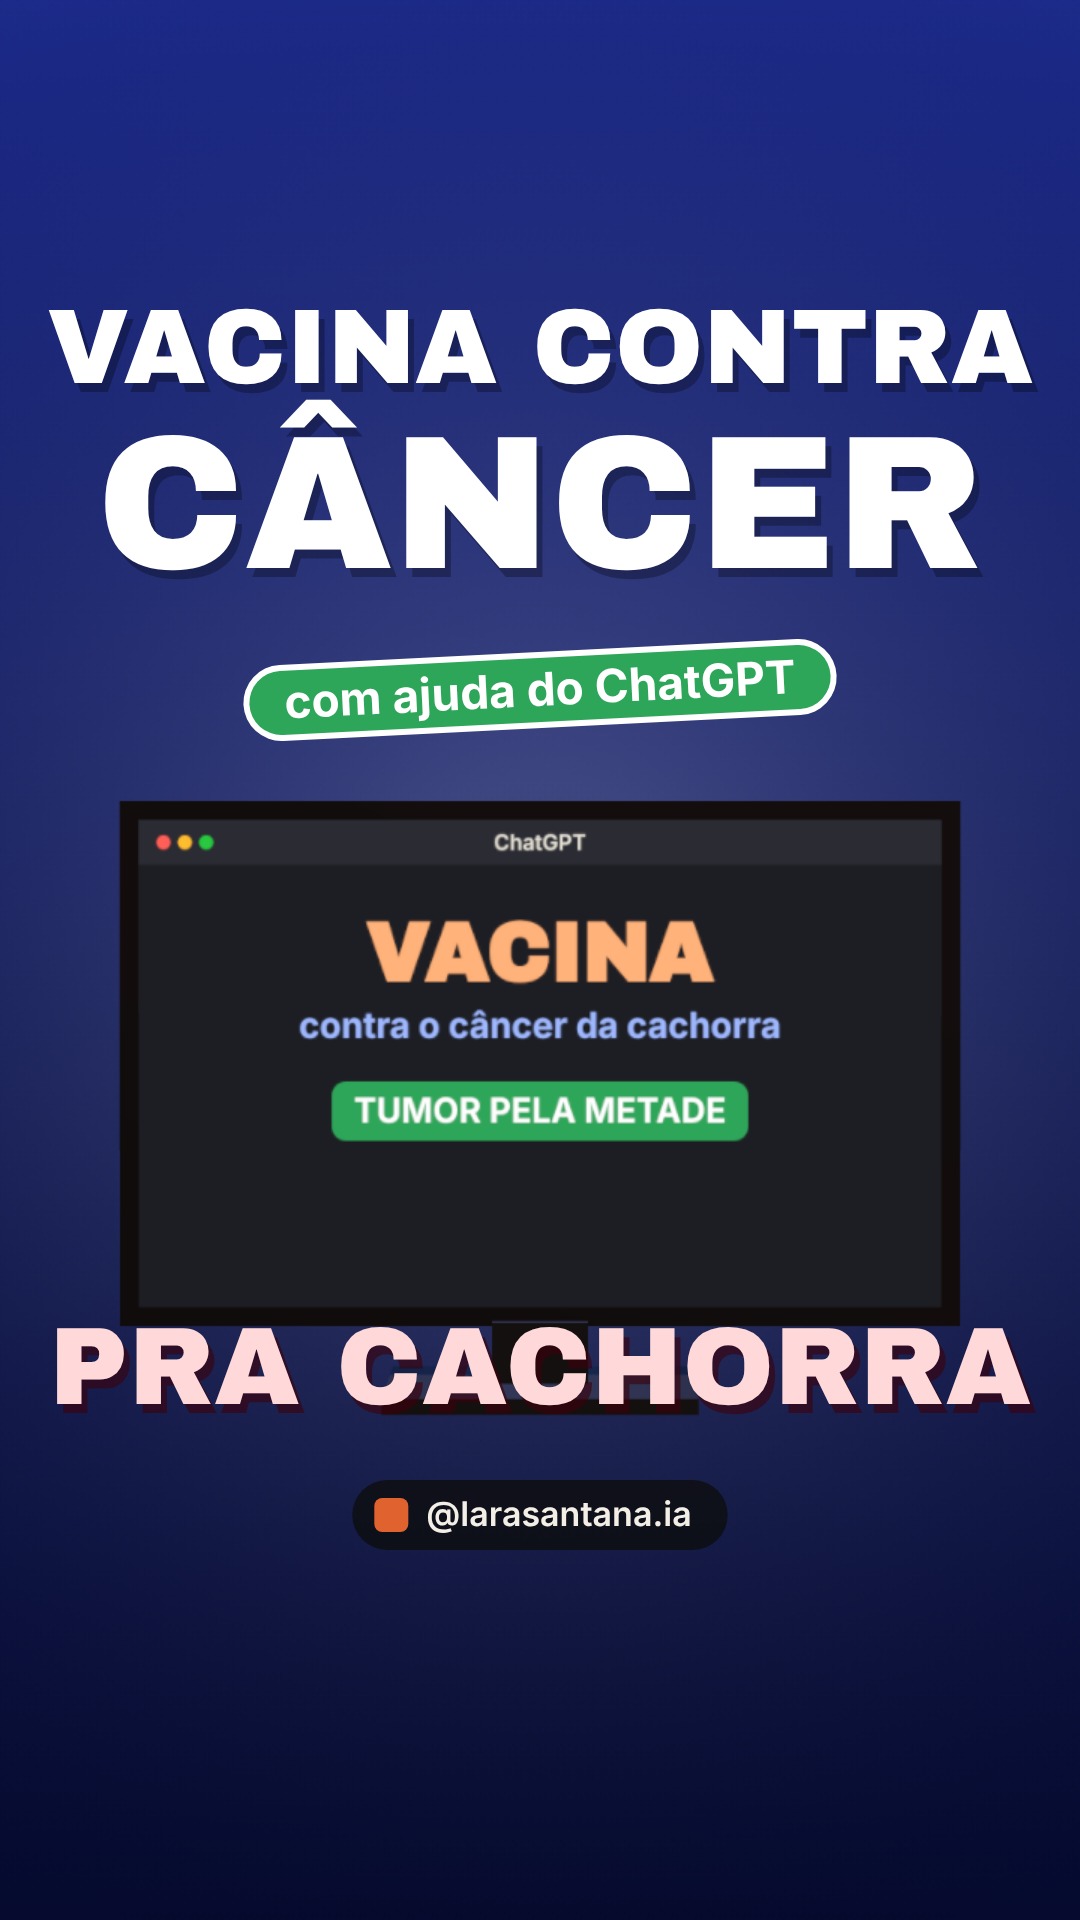 VACINA CONTRA
CÂNCER
com ajuda do ChatGPT
ChatGPT
VACINA
contra o câncer da cachorra
TUMOR PELA METADE
PRA CACHORRA
@larasantana.ia